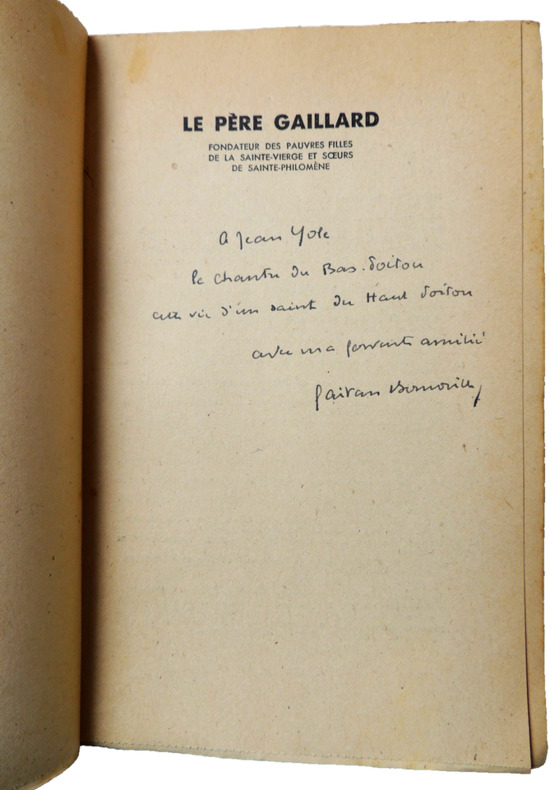 LE PÈRE GAILLARD
FONDATEUR DES PAUVRES FILLES
DE LA SAINTE-VIERGE ET SŒURS
DE SAINTE-PHILOMÈNE
A Jean Yole
le chantre du Bas-Poitou
cette vie d'un saint du Haut Poitou
avec ma fervente amitié
Gaëtan Bernoville